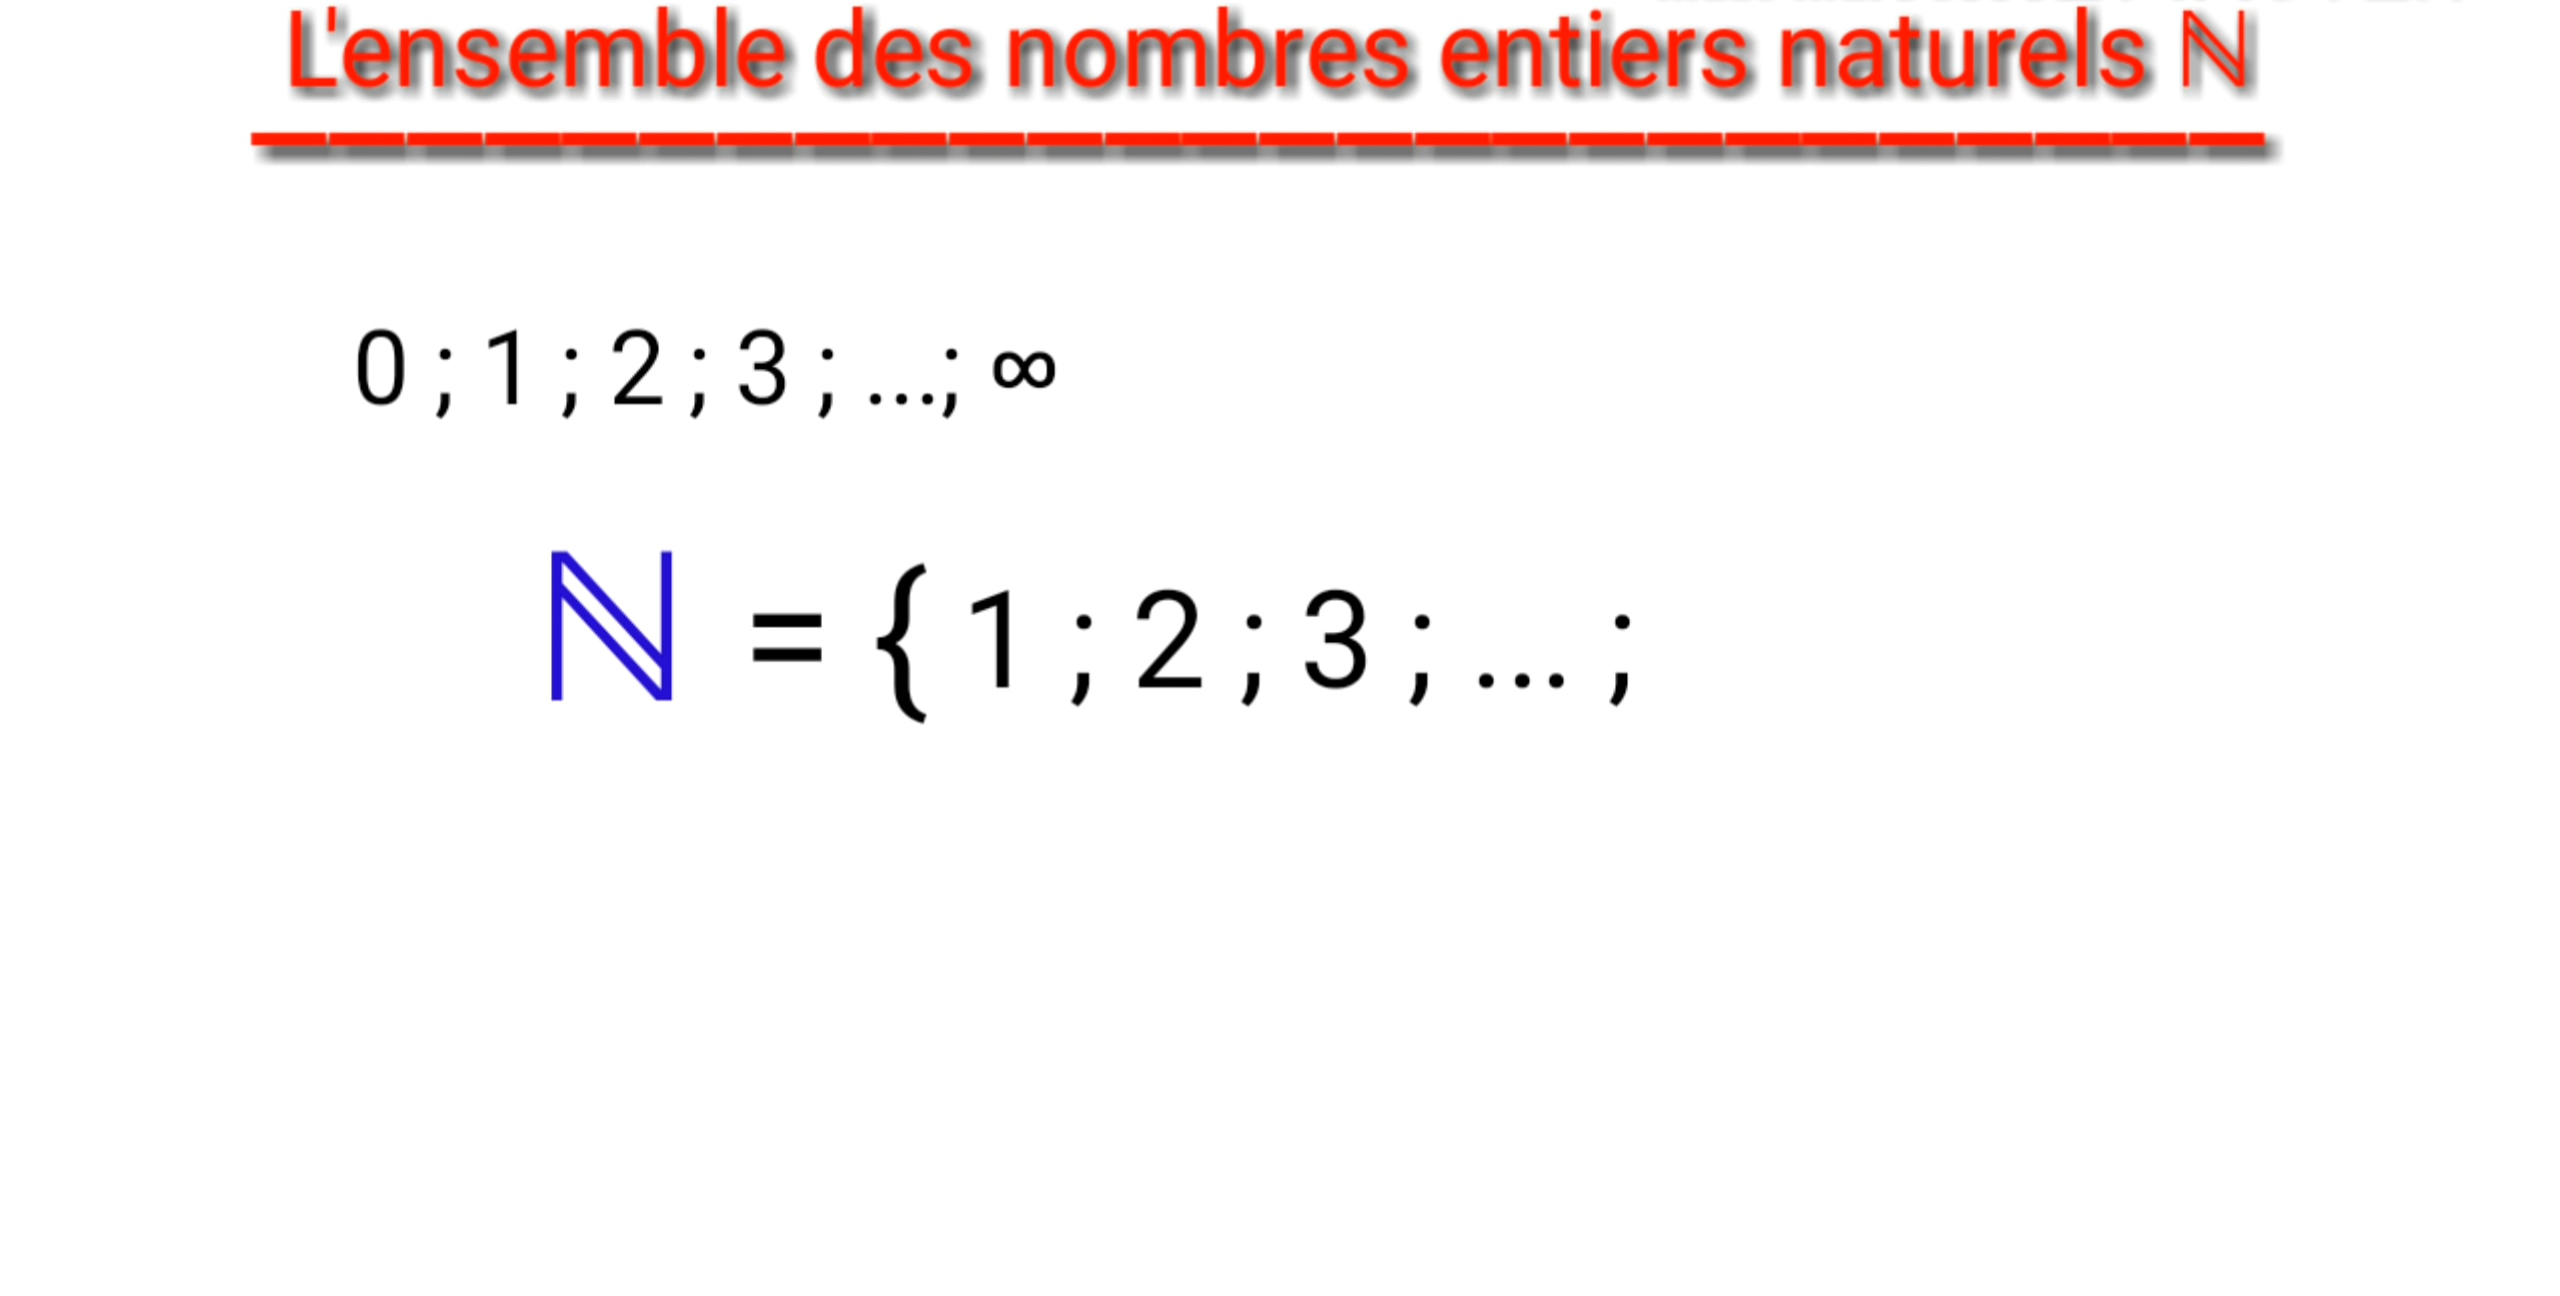 L'ensemble des nombres entiers naturels ℕ
0 ; 1 ; 2 ; 3 ; ...; ∞
ℕ = { 1 ; 2 ; 3 ; ... ;